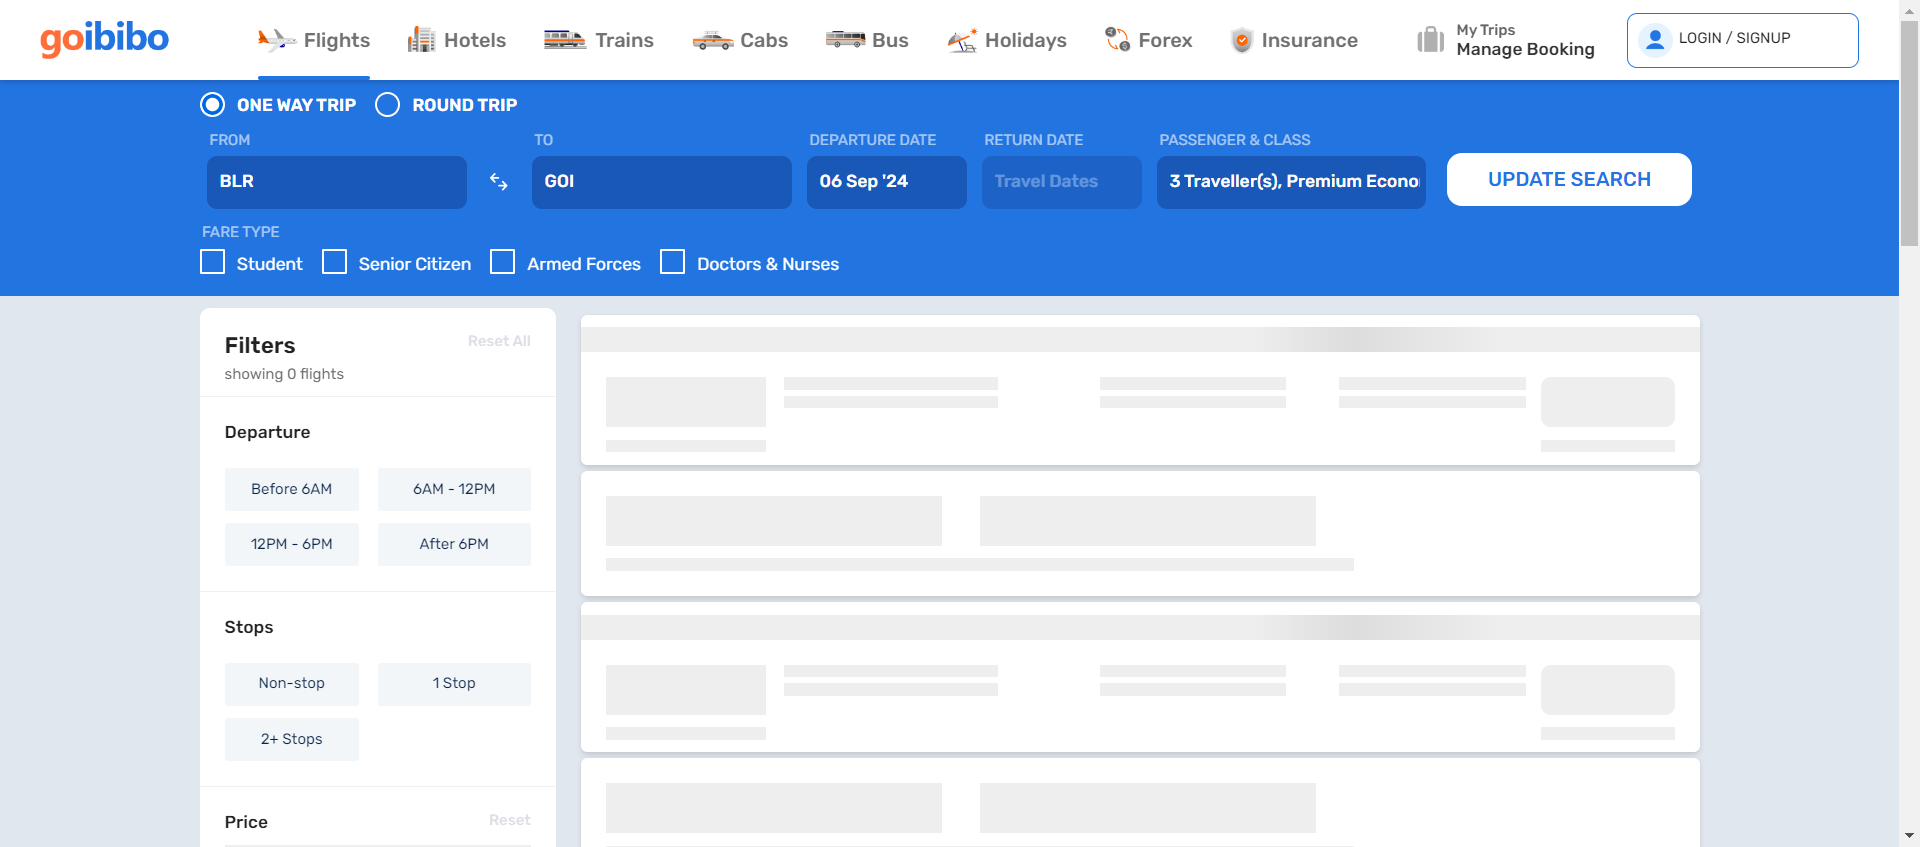 goibibo
Flights
Hotels
Trains
Cabs
Bus
Holidays
Forex
Insurance
My Trips
Manage Booking
LOGIN / SIGNUP
ONE WAY TRIP
ROUND TRIP
FROM
TO
DEPARTURE DATE
RETURN DATE
PASSENGER & CLASS
BLR
GOI
06 Sep '24
Travel Dates
3 Traveller(s), Premium Econo
UPDATE SEARCH
FARE TYPE
Student
Senior Citizen
Armed Forces
Doctors & Nurses
Filters
Reset All
showing 0 flights
Departure
Before 6AM
6AM - 12PM
12PM - 6PM
After 6PM
Stops
Non-stop
1 Stop
2+ Stops
Price
Reset